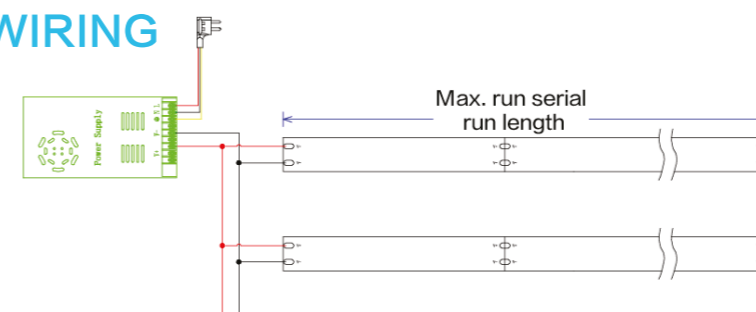 WIRING
Max. run serial
run length
Power Supply
L
N
V-
V+